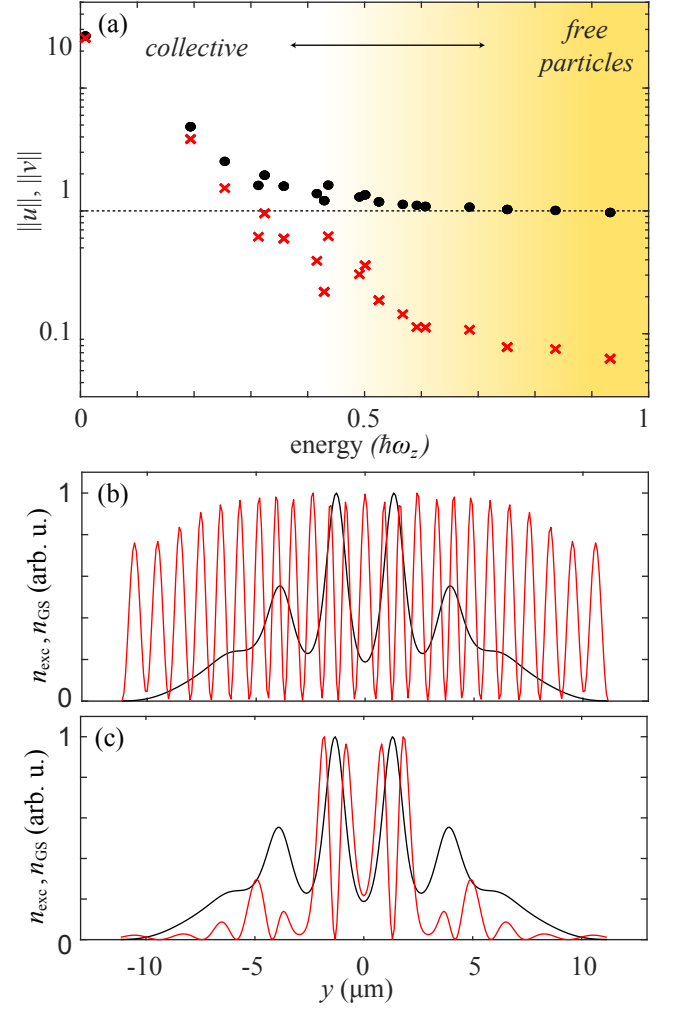 (a)
collective
free
particles
10
1
0.1
||u||, ||v||
0
0.5
1
energy (ħω_z)
(b)
1
0
n_exc, n_GS (arb. u.)
(c)
1
0
n_exc, n_GS (arb. u.)
-10
-5
0
5
10
y (μm)